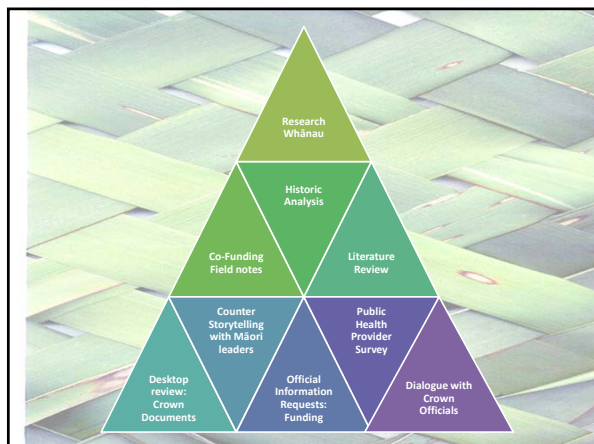 Research
Whānau
Historic
Analysis
Co-Funding
Field notes
Literature
Review
Counter
Storytelling
with Māori
leaders
Public
Health
Provider
Survey
Desktop
review:
Crown
Documents
Official
Information
Requests:
Funding
Dialogue with
Crown
Officials